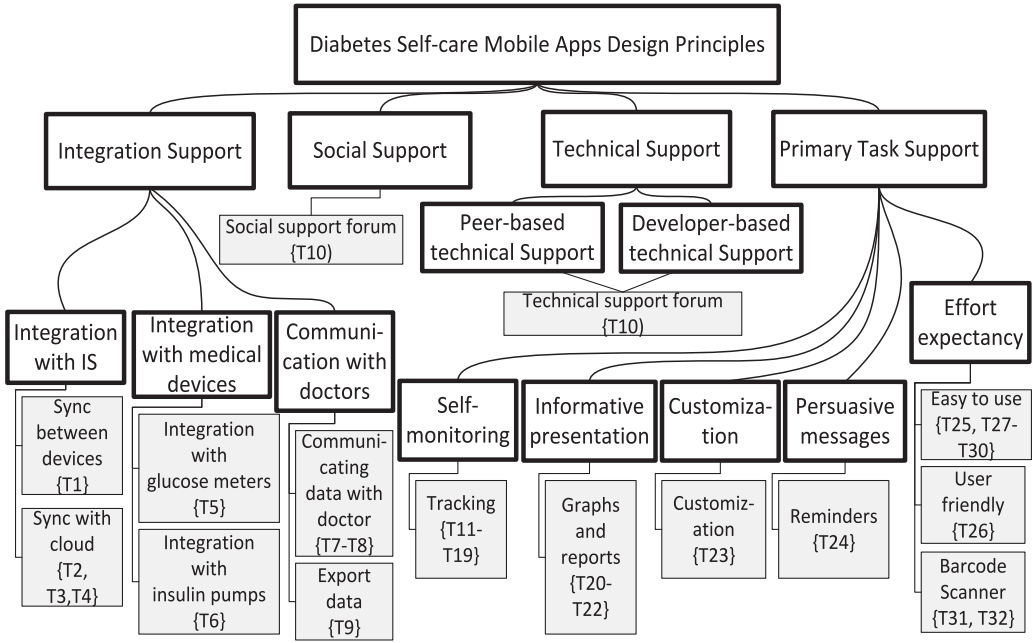 Diabetes Self-care Mobile Apps Design Principles
Integration Support
Social Support
Technical Support
Primary Task Support
Social support forum
{T10)
Peer-based
technical Support
Developer-based
technical Support
Technical support forum
{T10)
Integration
with IS
Integration
with medical
devices
Communi-
cation with
doctors
Effort
expectancy
Self-
monitoring
Informative
presentation
Customiza-
tion
Persuasive
messages
Sync
between
devices
{T1}
Sync with
cloud
{T2,
T3,T4}
Integration
with
glucose meters
{T5}
Integration
with
insulin pumps
{T6}
Communi-
cating
data with
doctor
{T7-T8}
Export
data
{T9}
Tracking
{T11-
T19}
Graphs
and
reports
{T20-
T22}
Customiz-
ation
{T23}
Reminders
{T24}
Easy to use
{T25, T27-
T30}
User
friendly
{T26}
Barcode
Scanner
{T31, T32}